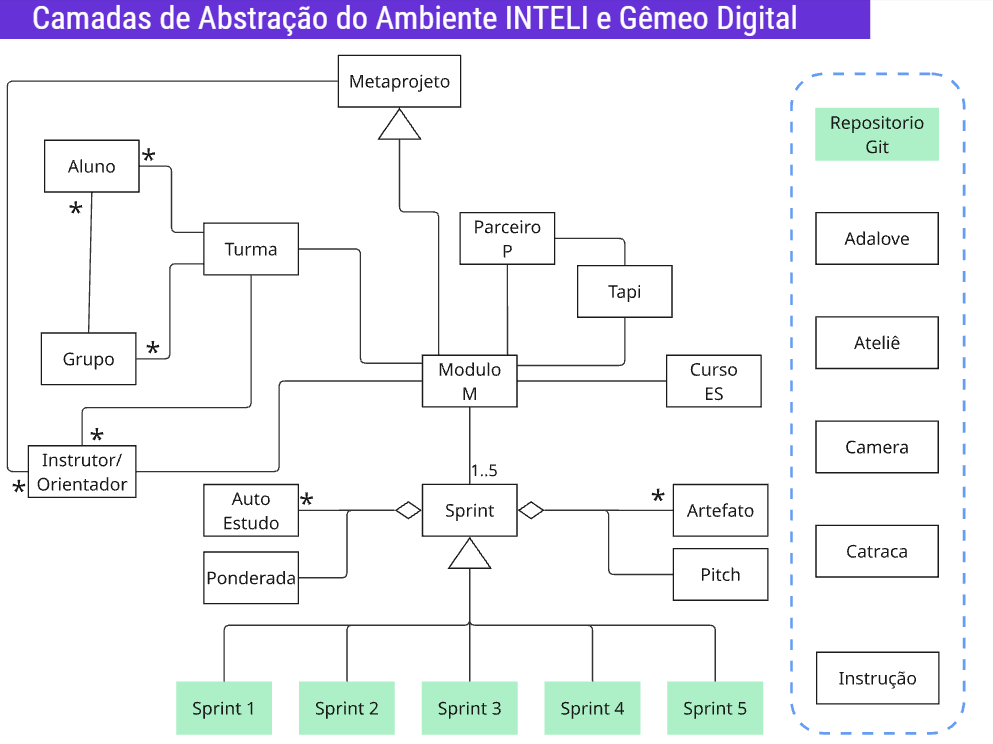 Camadas de Abstração do Ambiente INTELI e Gêmeo Digital
Metaprojeto
Repositorio
Git
Aluno
*
*
Parceiro
P
Turma
Adalove
Tapi
Grupo
*
Ateliê
Modulo
M
Curso
ES
*
Instrutor/
Orientador
*
Camera
1..5
Auto
Estudo
*
Sprint
*
Artefato
Ponderada
Pitch
Catraca
Instrução
Sprint 1
Sprint 2
Sprint 3
Sprint 4
Sprint 5